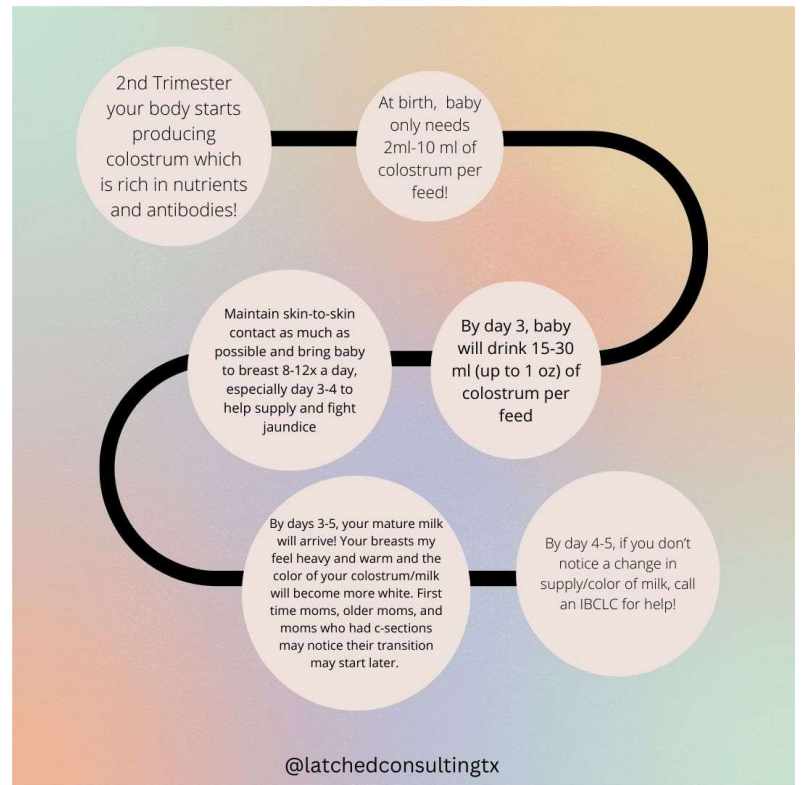 2nd Trimester
your body starts
producing
colostrum which
is rich in nutrients
and antibodies!
At birth, baby
only needs
2ml-10 ml of
colostrum per
feed!
By day 3, baby
will drink 15-30
ml (up to 1 oz) of
colostrum per
feed
Maintain skin-to-skin
contact as much as
possible and bring baby
to breast 8-12x a day,
especially day 3-4 to
help supply and fight
jaundice
By days 3-5, your mature milk
will arrive! Your breasts my
feel heavy and warm and the
color of your colostrum/milk
will become more white. First
time moms, older moms, and
moms who had c-sections
may notice their transition
may start later.
By day 4-5, if you don’t
notice a change in
supply/color of milk, call
an IBCLC for help!
@latchedconsultingtx